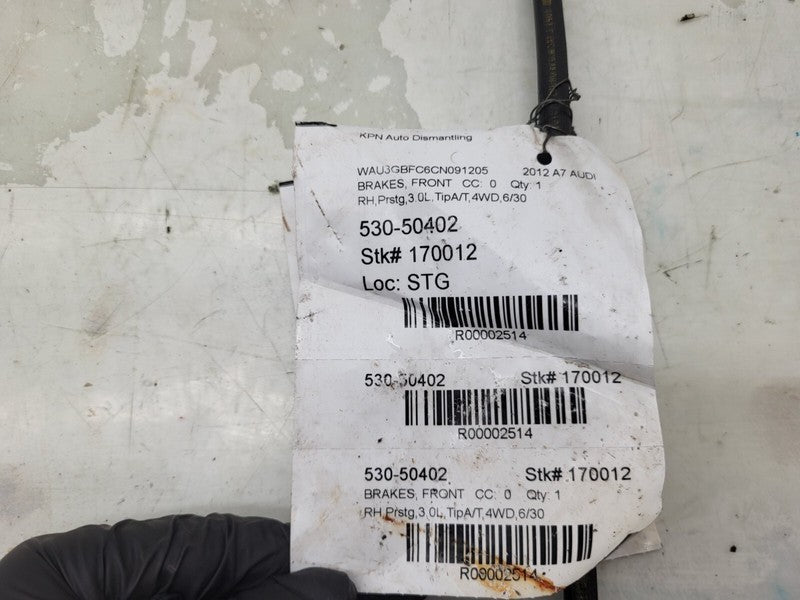 KPN Auto Dismantling
WAU3GBFC6CN091205 2012 A7 AUDI
BRAKES, FRONT CC: 0 Qty: 1
RH,Prstg,3.0L,TipA/T,4WD,6/30
530-50402
Stk# 170012
Loc: STG
R00002514
530-50402 Stk# 170012
R00002514
530-50402 Stk# 170012
BRAKES, FRONT CC: 0 Qty: 1
RH,Prstg,3.0L,TipA/T,4WD,6/30
R00002514